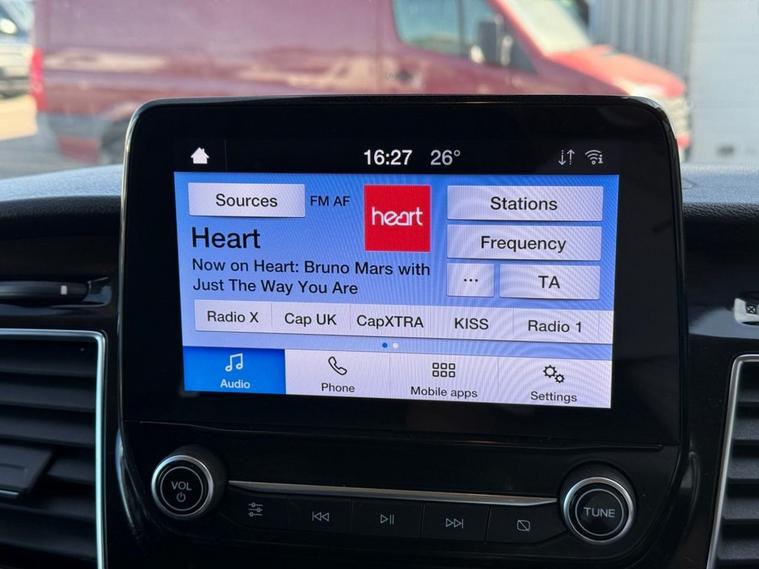 16:27 26°
Sources FM AF heart Stations
Heart
Frequency
Now on Heart: Bruno Mars with
Just The Way You Are
... TA
Radio X Cap UK CapXTRA KISS Radio 1
Audio Phone Mobile apps Settings
VOL
TUNE